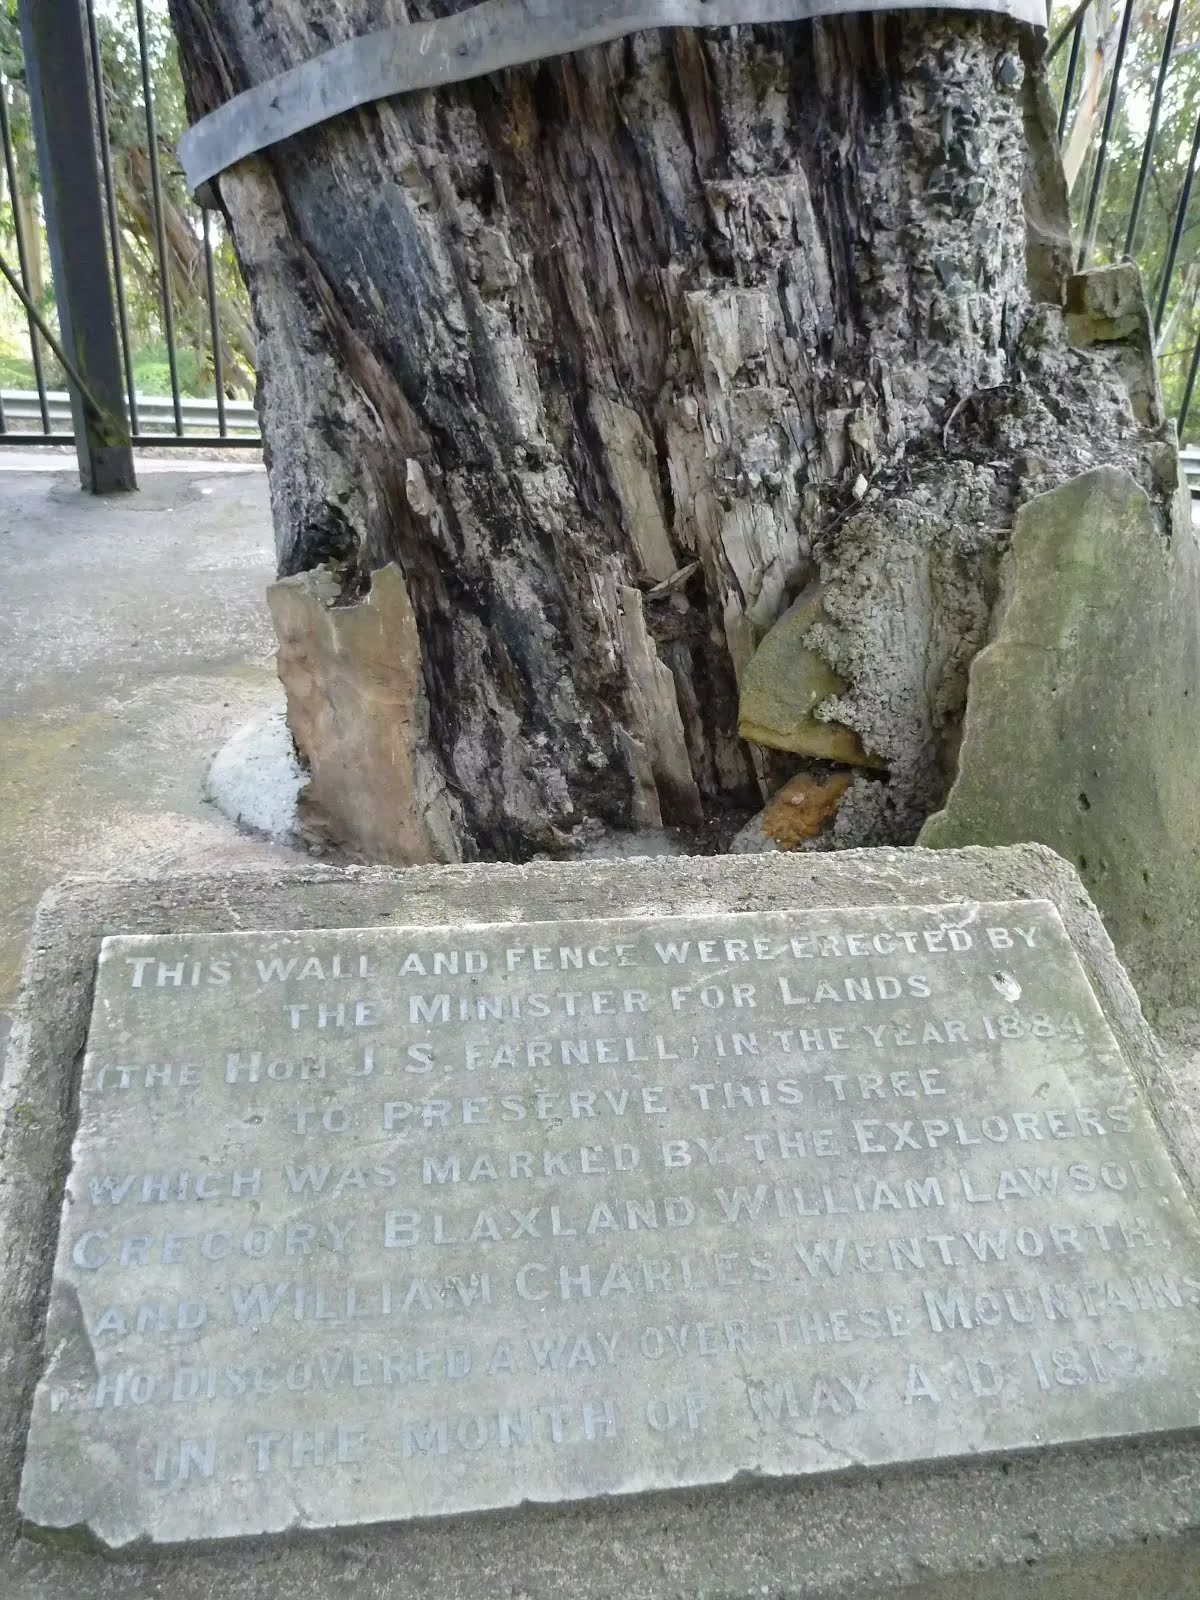 THIS WALL AND FENCE WERE ERECTED BY
THE MINISTER FOR LANDS
(THE HON J. S. FARNELL) IN THE YEAR 1884
TO PRESERVE THIS TREE
WHICH WAS MARKED BY THE EXPLORERS
GREGORY BLAXLAND WILLIAM LAWSON
AND WILLIAM CHARLES WENTWORTH,
WHO DISCOVERED A WAY OVER THESE MOUNTAINS
IN THE MONTH OF MAY A.D 1813.